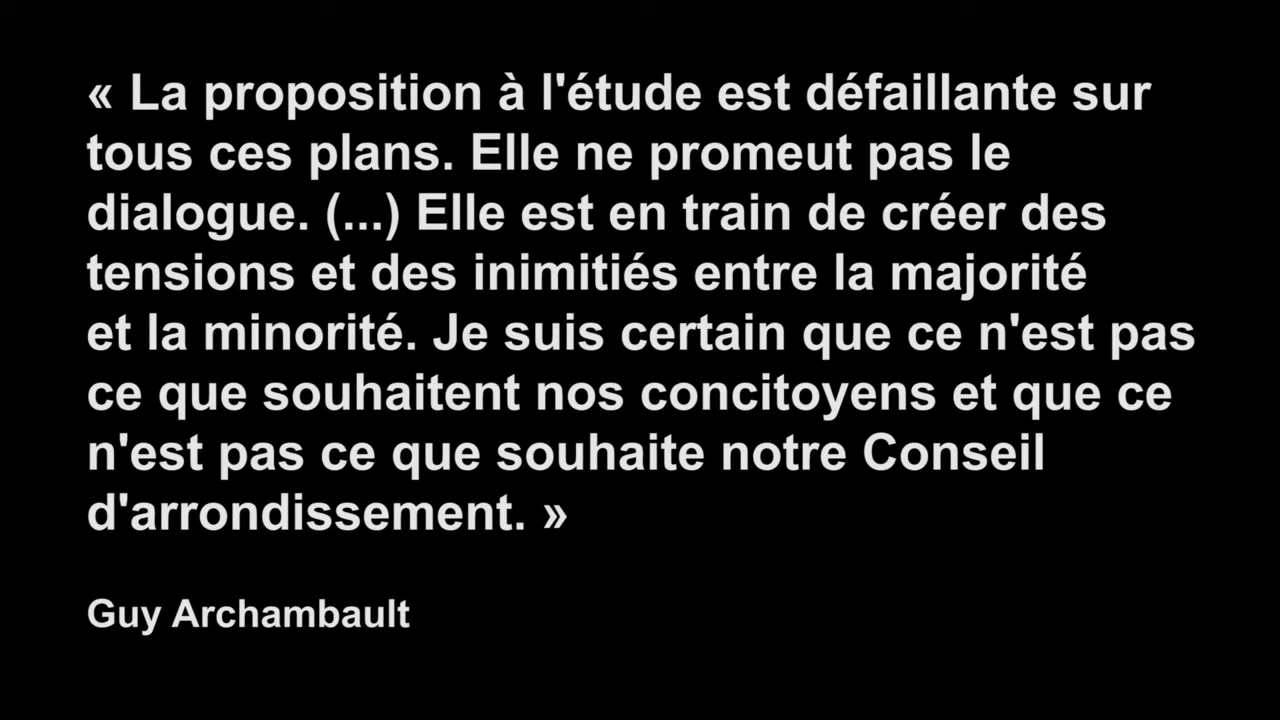 « La proposition à l'étude est défaillante sur
tous ces plans. Elle ne promeut pas le
dialogue. (...) Elle est en train de créer des
tensions et des inimitiés entre la majorité
et la minorité. Je suis certain que ce n'est pas
ce que souhaitent nos concitoyens et que ce
n'est pas ce que souhaite notre Conseil
d'arrondissement. »
Guy Archambault